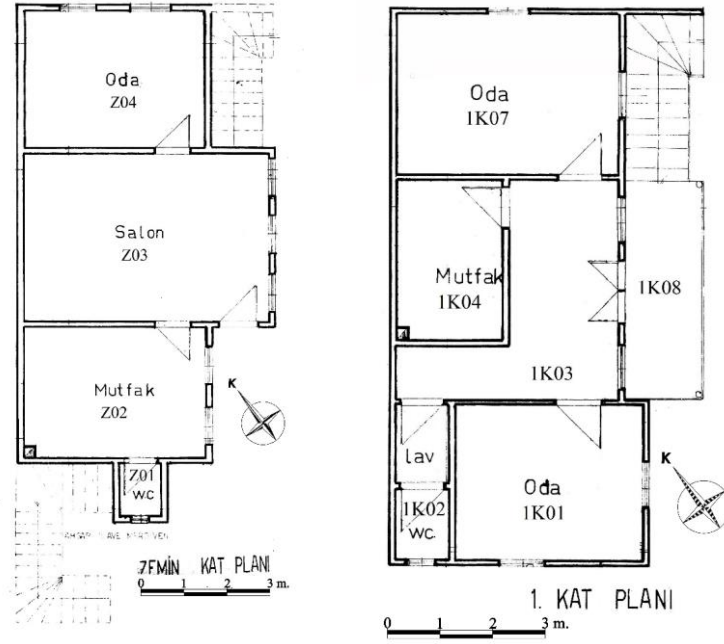 Oda
Z04
Salon
Z03
Mutfak
Z02
Z01
wc
K
ZEMİN KAT PLANI
0 1 2 3 m.
Oda
1K07
Mutfak
1K04
1K08
1K03
lav
1K02
wc.
Oda
1K01
K
1. KAT PLANI
0 1 2 3 m.